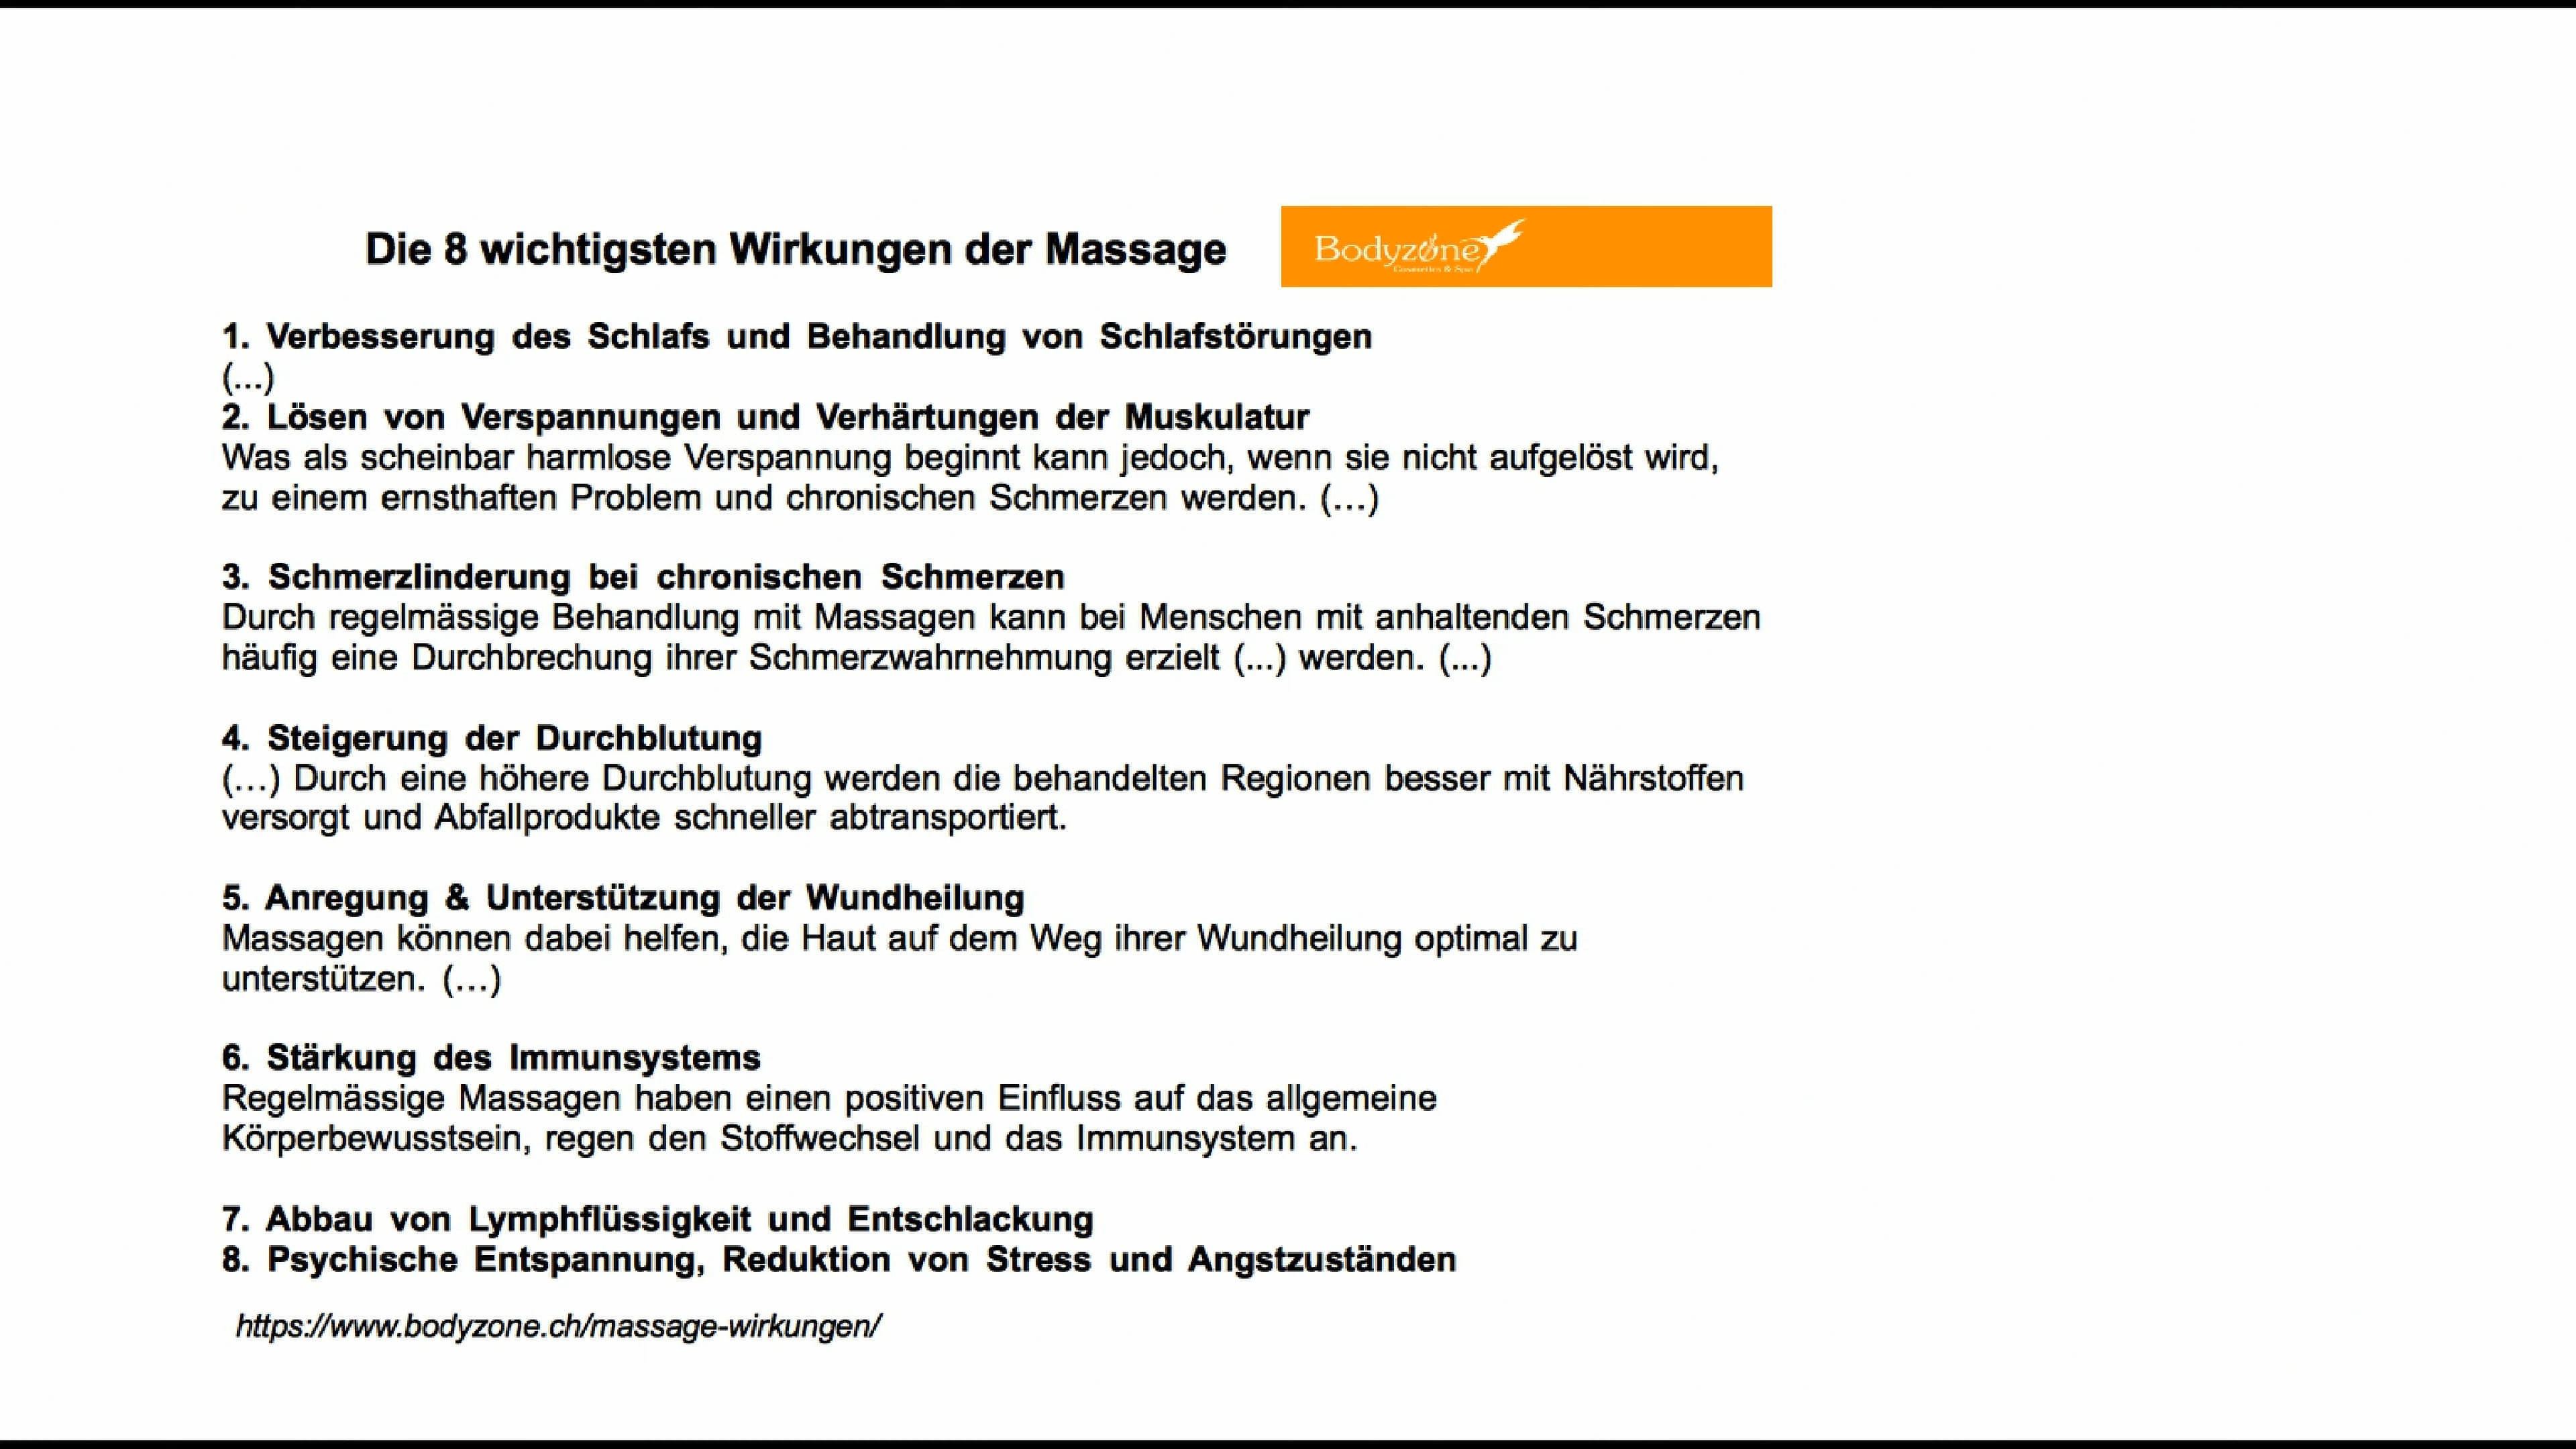 Die 8 wichtigsten Wirkungen der Massage
Bodyzone
Cosmetics & Spa
1. Verbesserung des Schlafs und Behandlung von Schlafstörungen
(...)
2. Lösen von Verspannungen und Verhärtungen der Muskulatur
Was als scheinbar harmlose Verspannung beginnt kann jedoch, wenn sie nicht aufgelöst wird,
zu einem ernsthaften Problem und chronischen Schmerzen werden. (…)
3. Schmerzlinderung bei chronischen Schmerzen
Durch regelmässige Behandlung mit Massagen kann bei Menschen mit anhaltenden Schmerzen
häufig eine Durchbrechung ihrer Schmerzwahrnehmung erzielt (...) werden. (...)
4. Steigerung der Durchblutung
(…) Durch eine höhere Durchblutung werden die behandelten Regionen besser mit Nährstoffen
versorgt und Abfallprodukte schneller abtransportiert.
5. Anregung & Unterstützung der Wundheilung
Massagen können dabei helfen, die Haut auf dem Weg ihrer Wundheilung optimal zu
unterstützen. (…)
6. Stärkung des Immunsystems
Regelmässige Massagen haben einen positiven Einfluss auf das allgemeine
Körperbewusstsein, regen den Stoffwechsel und das Immunsystem an.
7. Abbau von Lymphflüssigkeit und Entschlackung
8. Psychische Entspannung, Reduktion von Stress und Angstzuständen
https://www.bodyzone.ch/massage-wirkungen/